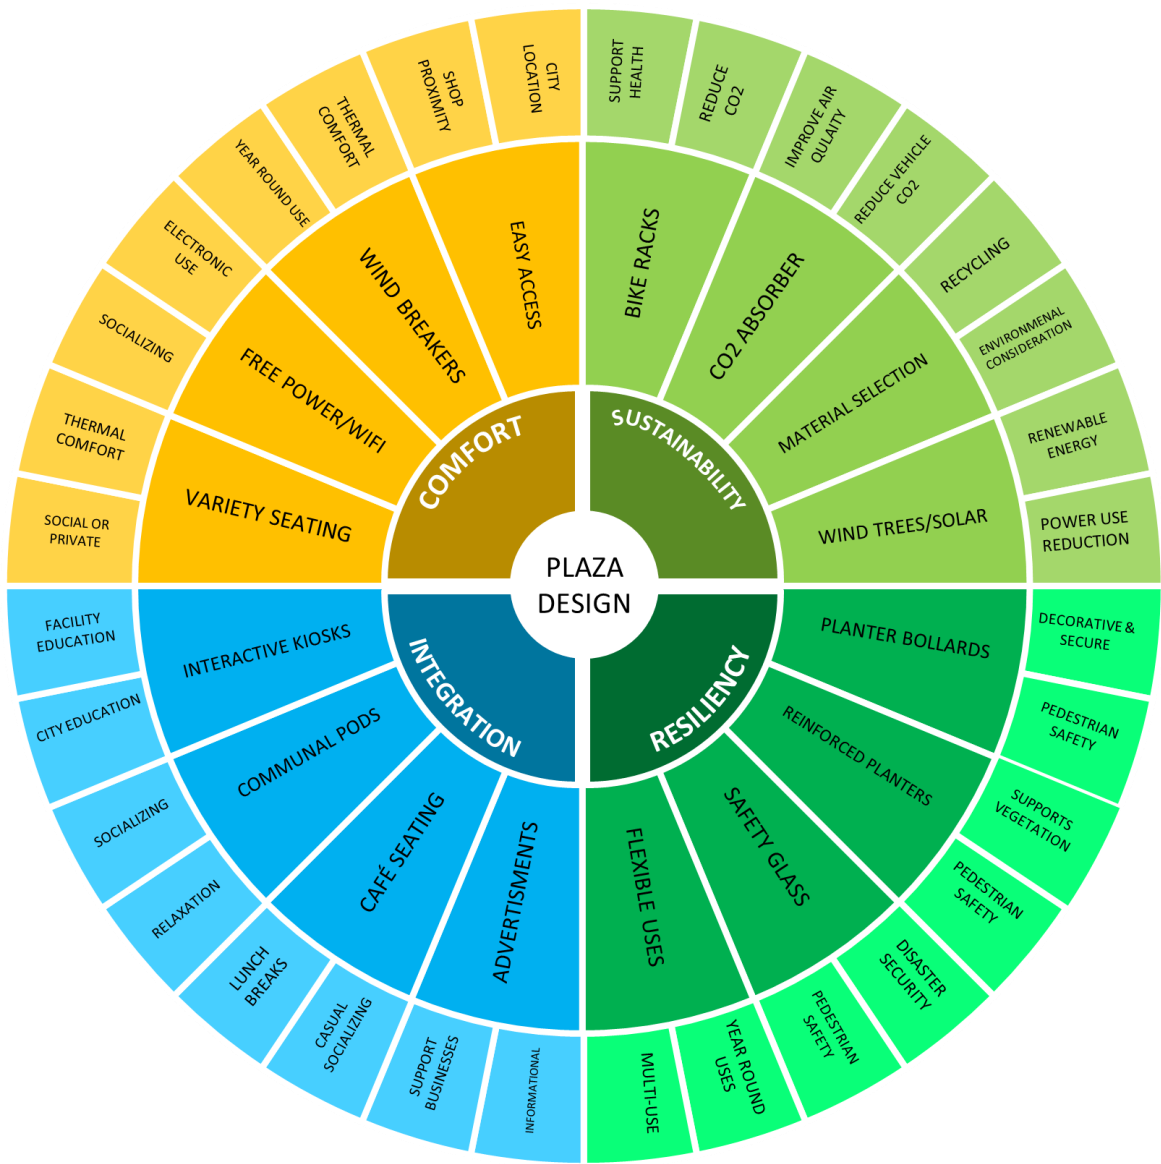 PLAZA
DESIGN
COMFORT
SUSTAINABILITY
RESILIENCY
INTEGRATION
BIKE RACKS
CO2 ABSORBER
MATERIAL SELECTION
WIND TREES/SOLAR
PLANTER BOLLARDS
REINFORCED PLANTERS
SAFETY GLASS
FLEXIBLE USES
ADVERTISMENTS
CAFÉ SEATING
COMMUNAL PODS
INTERACTIVE KIOSKS
VARIETY SEATING
FREE POWER/WIFI
WIND BREAKERS
EASY ACCESS
SUPPORT
HEALTH
REDUCE
CO2
IMPROVE AIR
QULAITY
REDUCE VEHICLE
CO2
RECYCLING
ENVIRONMENAL
CONSIDERATION
RENEWABLE
ENERGY
POWER USE
REDUCTION
DECORATIVE &
SECURE
PEDESTRIAN
SAFETY
SUPPORTS
VEGETATION
PEDESTRIAN
SAFETY
DISASTER
SECURITY
PEDESTRIAN
SAFETY
YEAR ROUND
USES
MULTI-USE
INFORMATIONAL
SUPPORT
BUSINESSES
CASUAL
SOCIALIZING
LUNCH
BREAKS
RELAXATION
SOCIALIZING
CITY EDUCATION
FACILITY
EDUCATION
SOCIAL OR
PRIVATE
THERMAL
COMFORT
SOCIALIZING
ELECTRONIC
USE
YEAR ROUND USE
THERMAL
COMFORT
SHOP
PROXIMITY
CITY
LOCATION